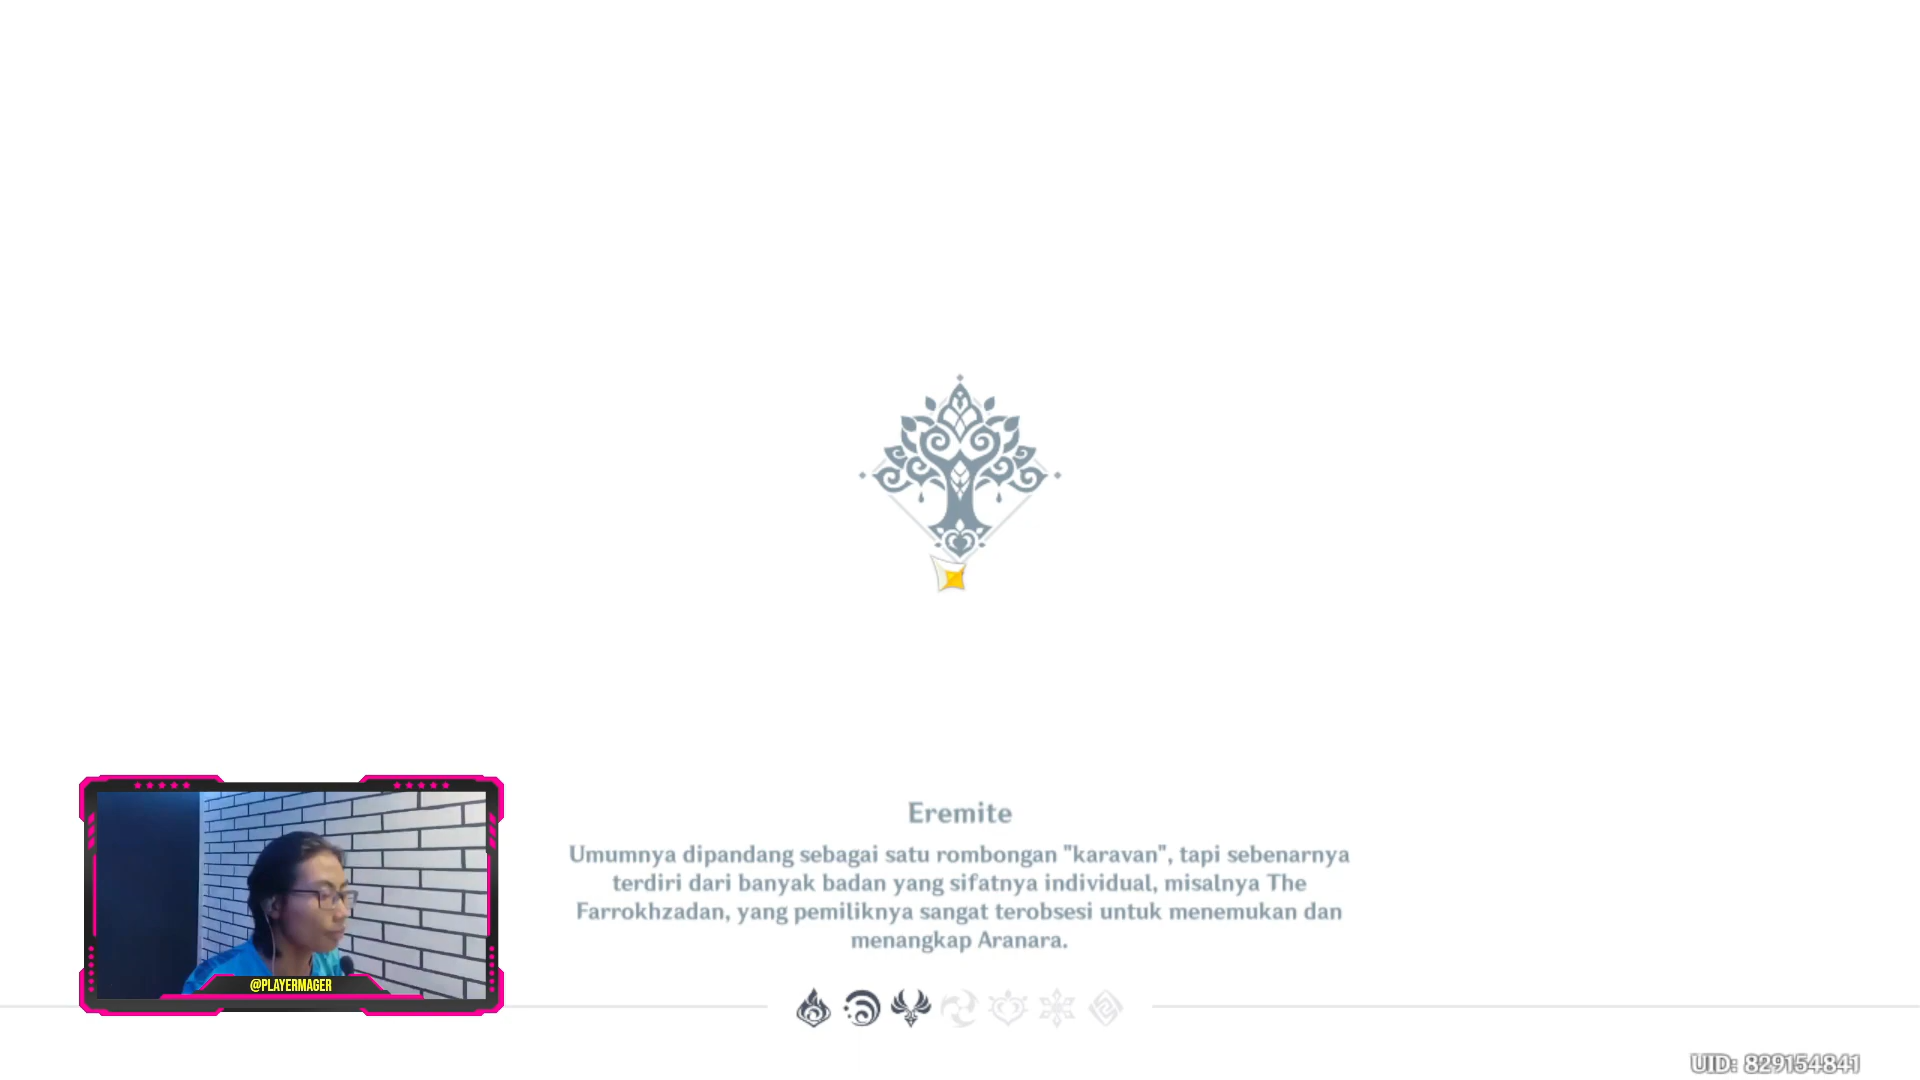 Eremite
Umumnya dipandang sebagai satu rombongan "karavan", tapi sebenarnya
terdiri dari banyak badan yang sifatnya individual, misalnya The
Farrokhzadan, yang pemiliknya sangat terobsesi untuk menemukan dan
menangkap Aranara.
@PLAYERMAGER
UID: 829154841